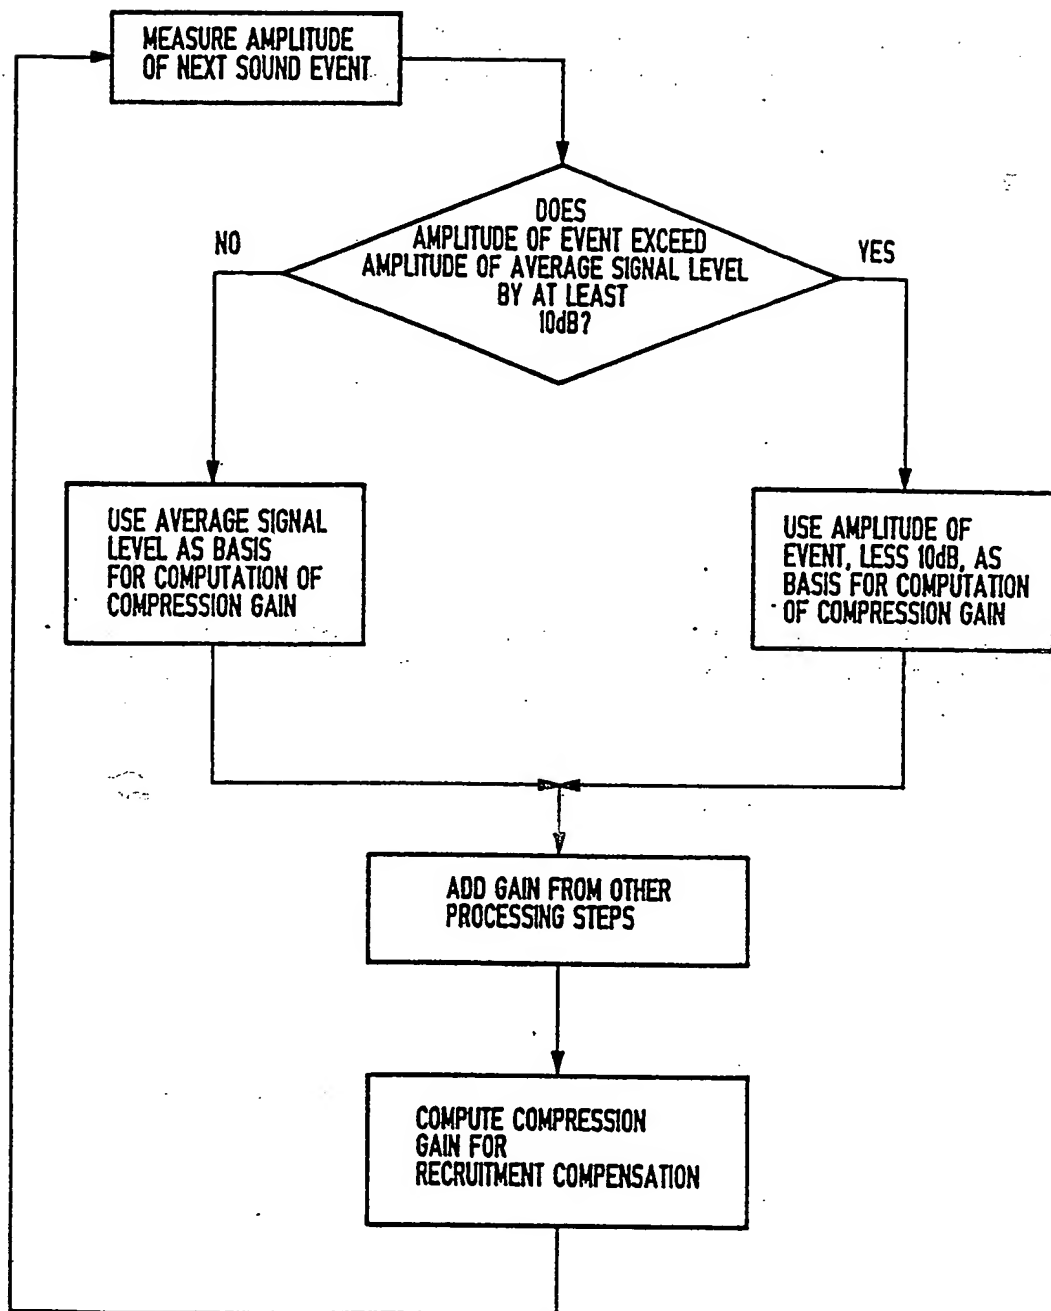 MEASURE AMPLITUDE
OF NEXT SOUND EVENT
DOES
AMPLITUDE OF EVENT EXCEED
AMPLITUDE OF AVERAGE SIGNAL LEVEL
BY AT LEAST
10dB?
NO
YES
USE AVERAGE SIGNAL
LEVEL AS BASIS
FOR COMPUTATION OF
COMPRESSION GAIN
USE AMPLITUDE OF
EVENT, LESS 10dB, AS
BASIS FOR COMPUTATION
OF COMPRESSION GAIN
ADD GAIN FROM OTHER
PROCESSING STEPS
COMPUTE COMPRESSION
GAIN FOR
RECRUITMENT COMPENSATION